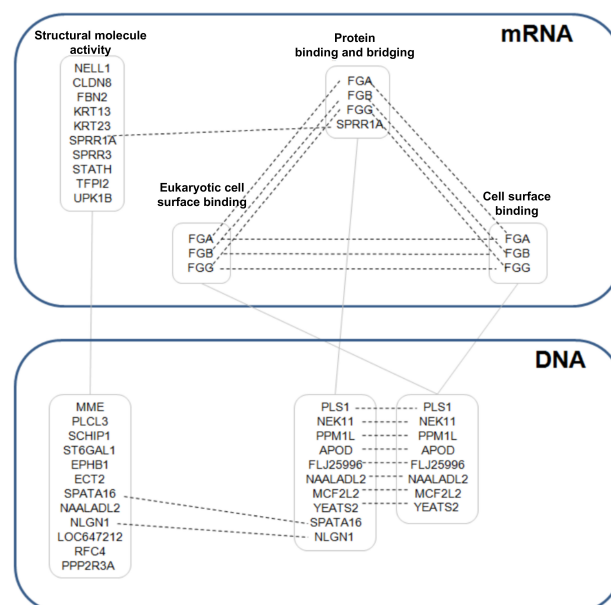 mRNA
Structural molecule
activity
NELL1
CLDN8
FBN2
KRT13
KRT23
SPRR1A
SPRR3
STATH
TFPI2
UPK1B
Protein
binding and bridging
FGA
FGB
FGG
SPRR1A
Eukaryotic cell
surface binding
FGA
FGB
FGG
Cell surface
binding
FGA
FGB
FGG
DNA
MME
PLCL3
SCHIP1
ST6GAL1
EPHB1
ECT2
SPATA16
NAALADL2
NLGN1
LOC647212
RFC4
PPP2R3A
PLS1
NEK11
PPM1L
APOD
FLJ25996
NAALADL2
MCF2L2
YEATS2
SPATA16
NLGN1
PLS1
NEK11
PPM1L
APOD
FLJ25996
NAALADL2
MCF2L2
YEATS2